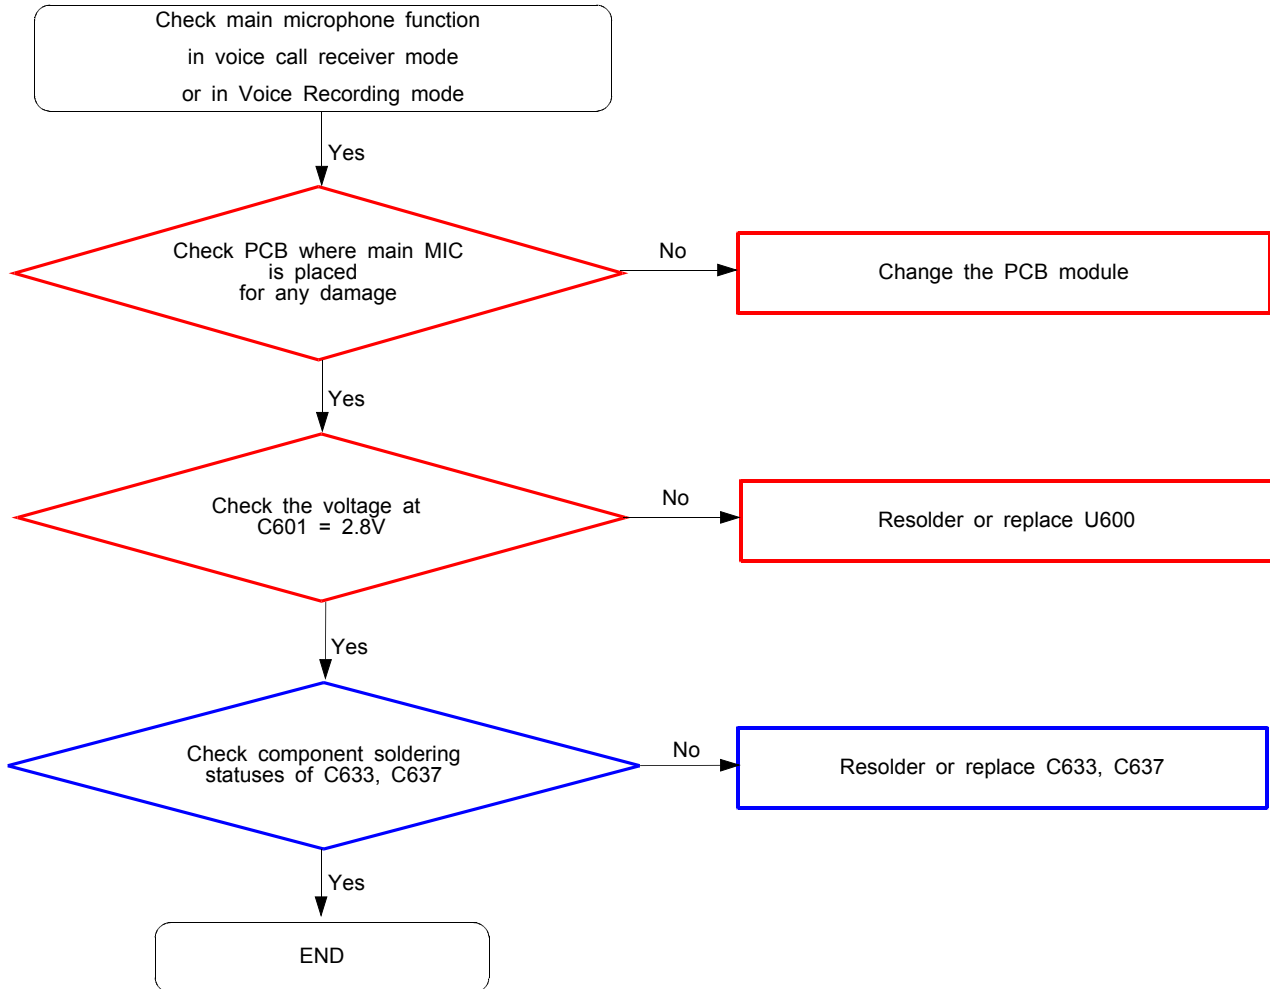 Check main microphone function
in voice call receiver mode
or in Voice Recording mode
Yes
Check PCB where main MIC
is placed
for any damage
No
Change the PCB module
Yes
Check the voltage at
C601 = 2.8V
No
Resolder or replace U600
Yes
Check component soldering
statuses of C633, C637
No
Resolder or replace C633, C637
Yes
END